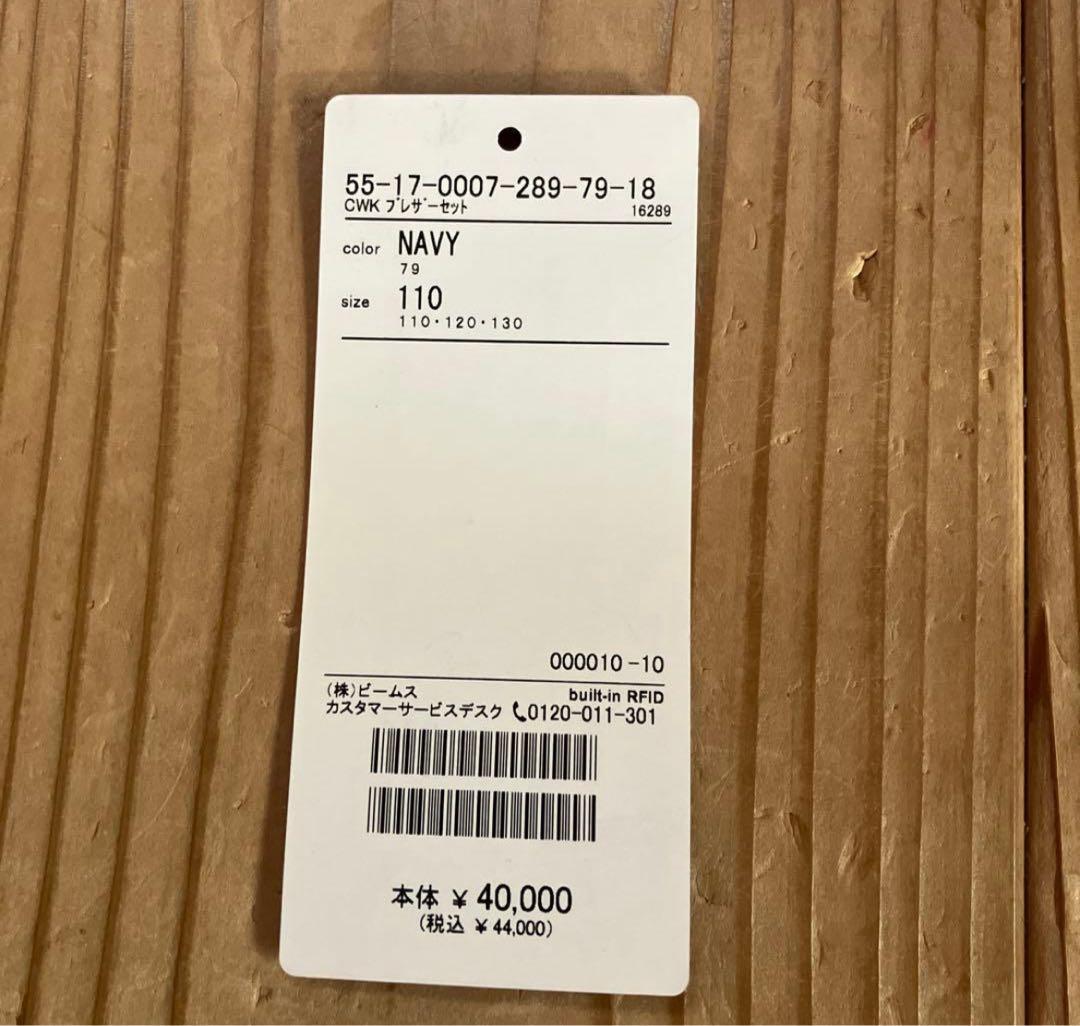 55-17-0007-289-79-18
CWK ﾌﾞﾚｻﾞｰｾｯﾄ 16289
color NAVY
79
size 110
110・120・130
000010-10
(株)ビームス built-in RFID
カスタマーサービスデスク 0120-011-301
本体 ¥ 40,000
(税込 ¥ 44,000)